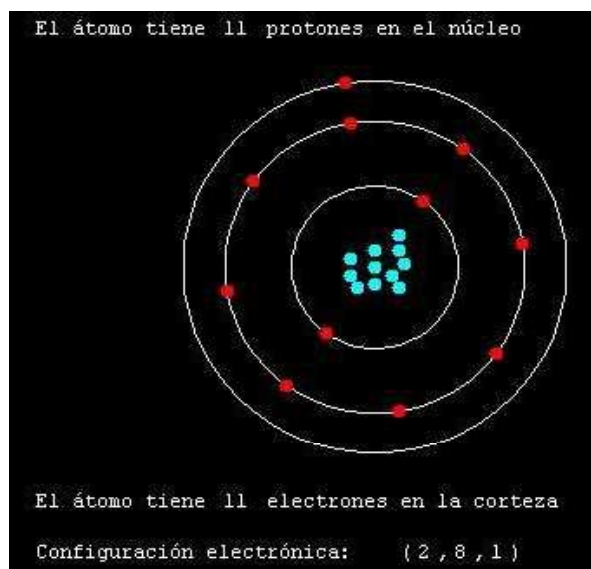 El átomo tiene 11 protones en el núcleo
El átomo tiene 11 electrones en la corteza
Configuración electrónica: (2,8,1)